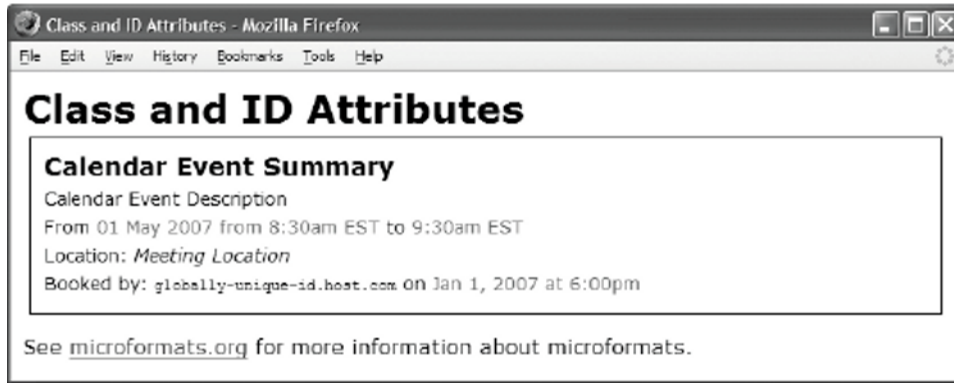 Class and ID Attributes - Mozilla Firefox
File Edit View History Bookmarks Tools Help
Class and ID Attributes
Calendar Event Summary
Calendar Event Description
From 01 May 2007 from 8:30am EST to 9:30am EST
Location: Meeting Location
Booked by: globally-unique-id.host.com on Jan 1, 2007 at 6:00pm
See microformats.org for more information about microformats.